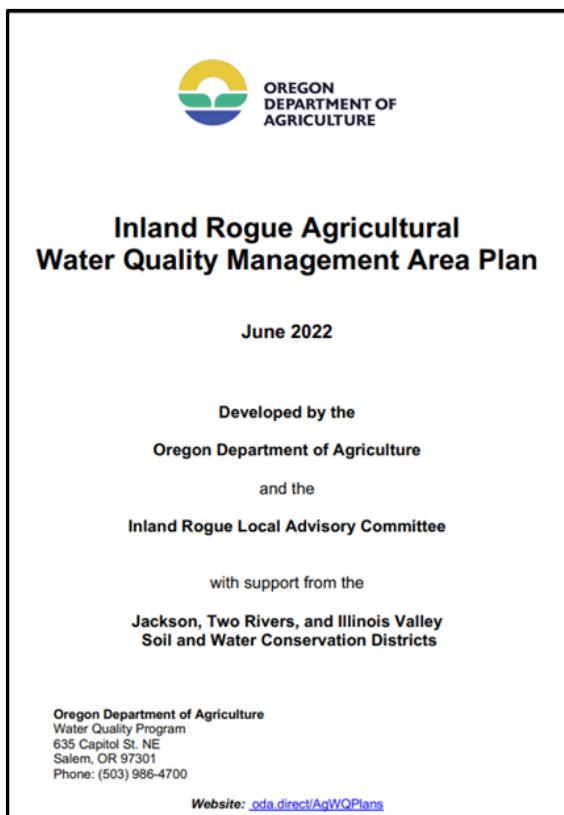 OREGON
DEPARTMENT OF
AGRICULTURE
Inland Rogue Agricultural
Water Quality Management Area Plan
June 2022
Developed by the
Oregon Department of Agriculture
and the
Inland Rogue Local Advisory Committee
with support from the
Jackson, Two Rivers, and Illinois Valley
Soil and Water Conservation Districts
Oregon Department of Agriculture
Water Quality Program
635 Capitol St. NE
Salem, OR 97301
Phone: (503) 986-4700
Website: oda.direct/AgWQPlans